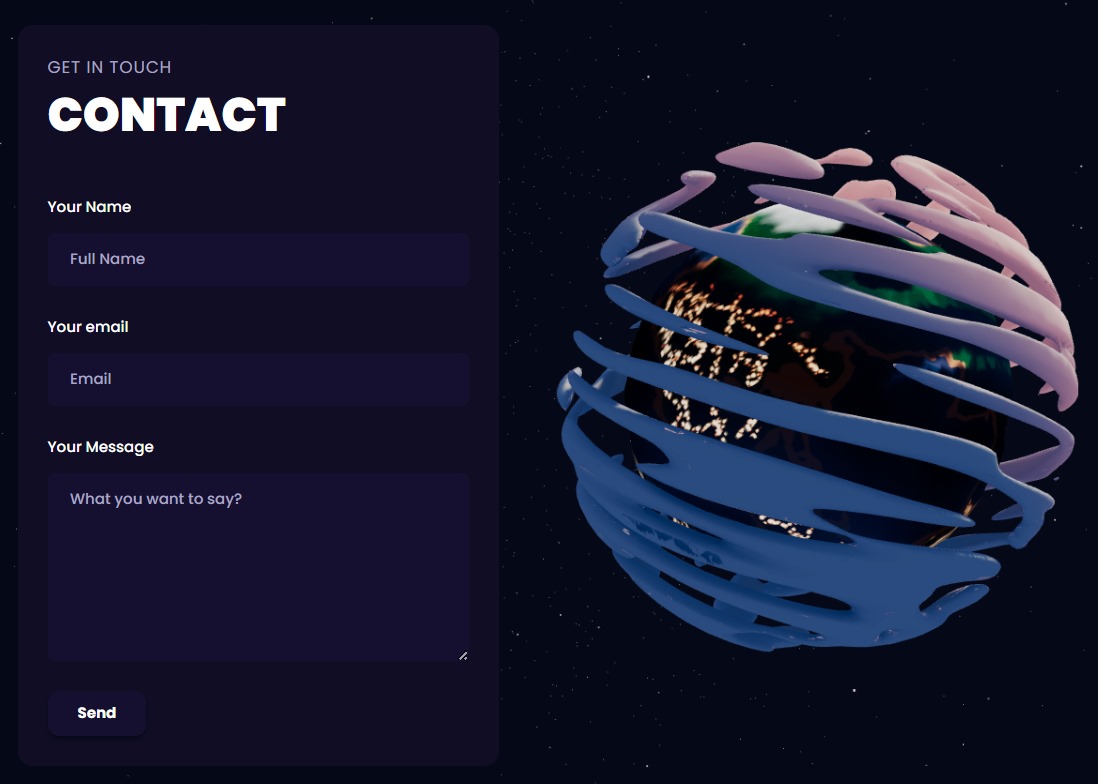 GET IN TOUCH
CONTACT
Your Name
Full Name
Your email
Email
Your Message
What you want to say?
Send